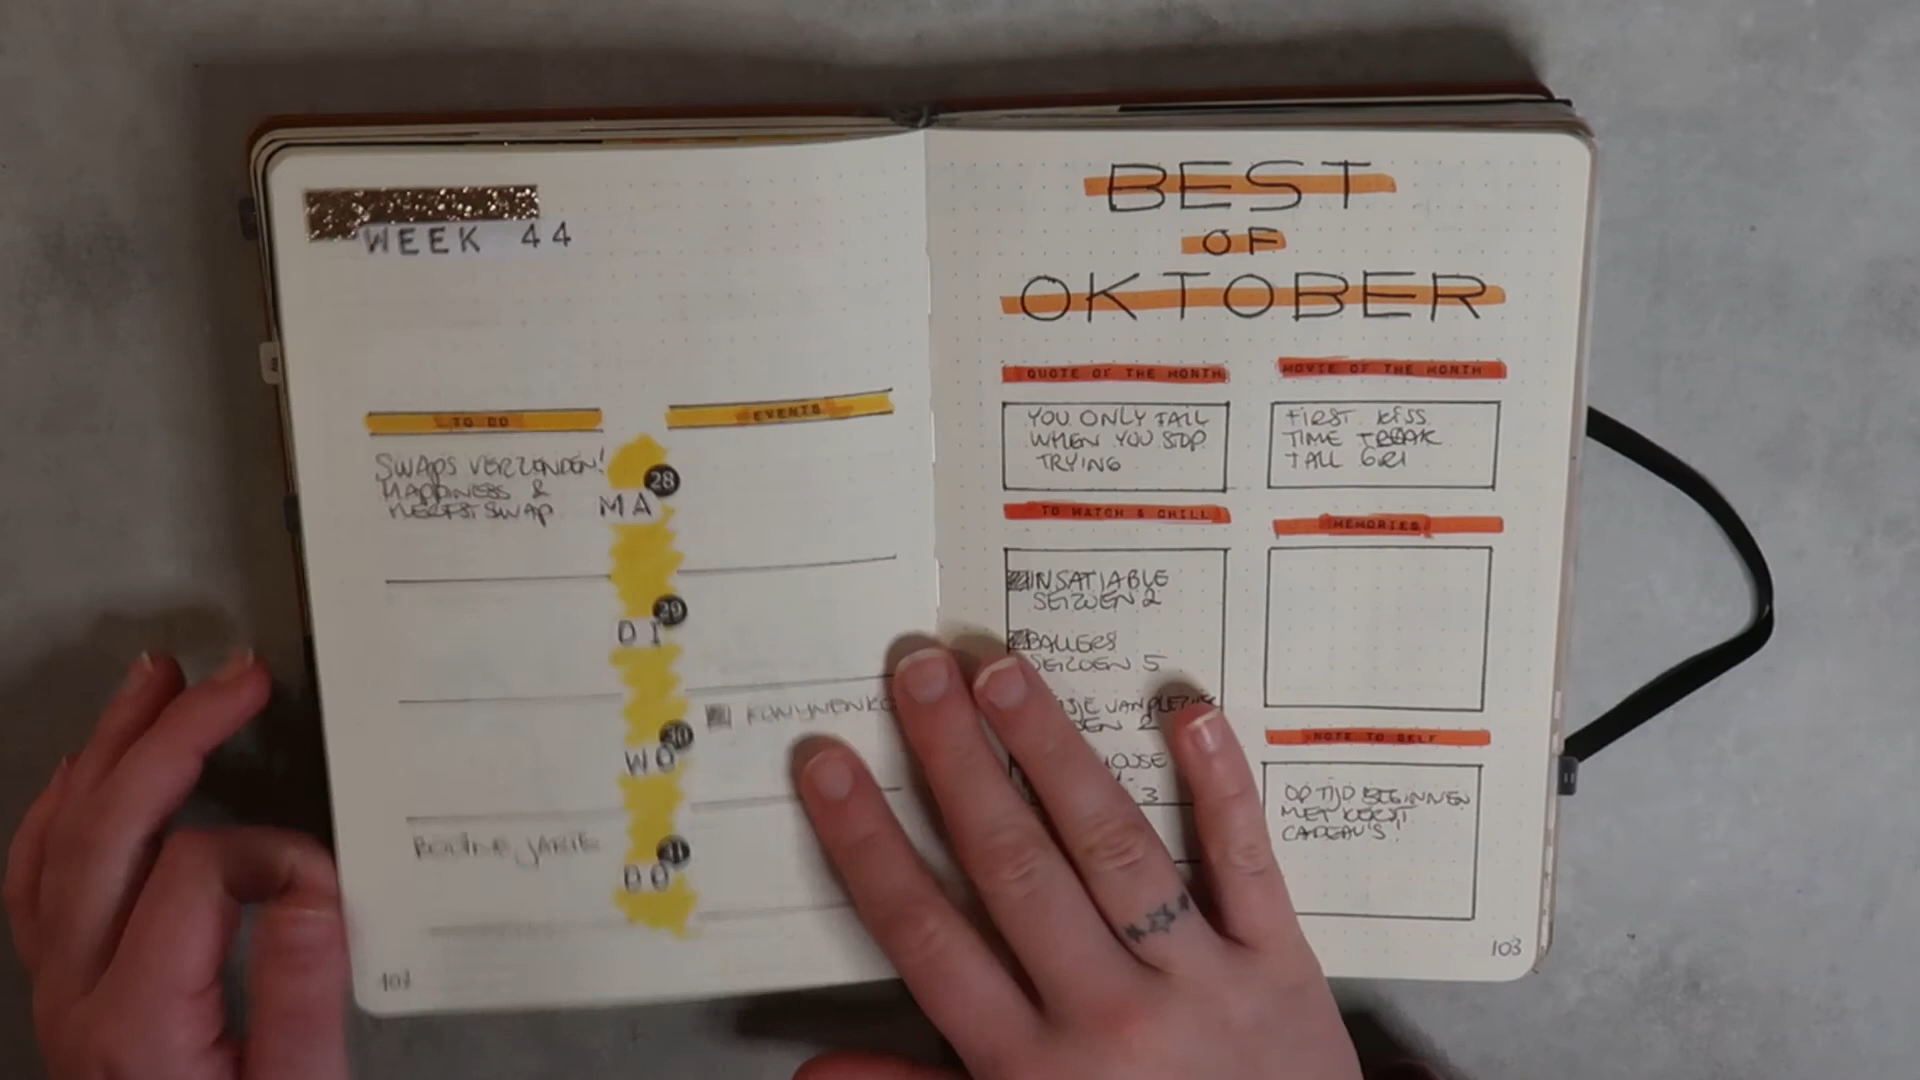 WEEK 44
TO DO
EVENTS
SWAPS VERZENDEN!
HAPPINESS &
HERFSTSWAP
28
MA
29
DI
30
WO
31
DO
BEST
OF
OKTOBER
QUOTE OF THE MONTH
YOU ONLY FAIL
WHEN YOU STOP
TRYING
MOVIE OF THE MONTH
FIRST KISS
TIME FREAK
TALL GIRL
TO WATCH & CHILL
INSATIABLE
SEIZOEN 2
BALLERS
SEIZOEN 5
3
MEMORIES
NOTE TO SELF
OP TIJD BEGINNEN
MET KERST
CADEAU'S
103